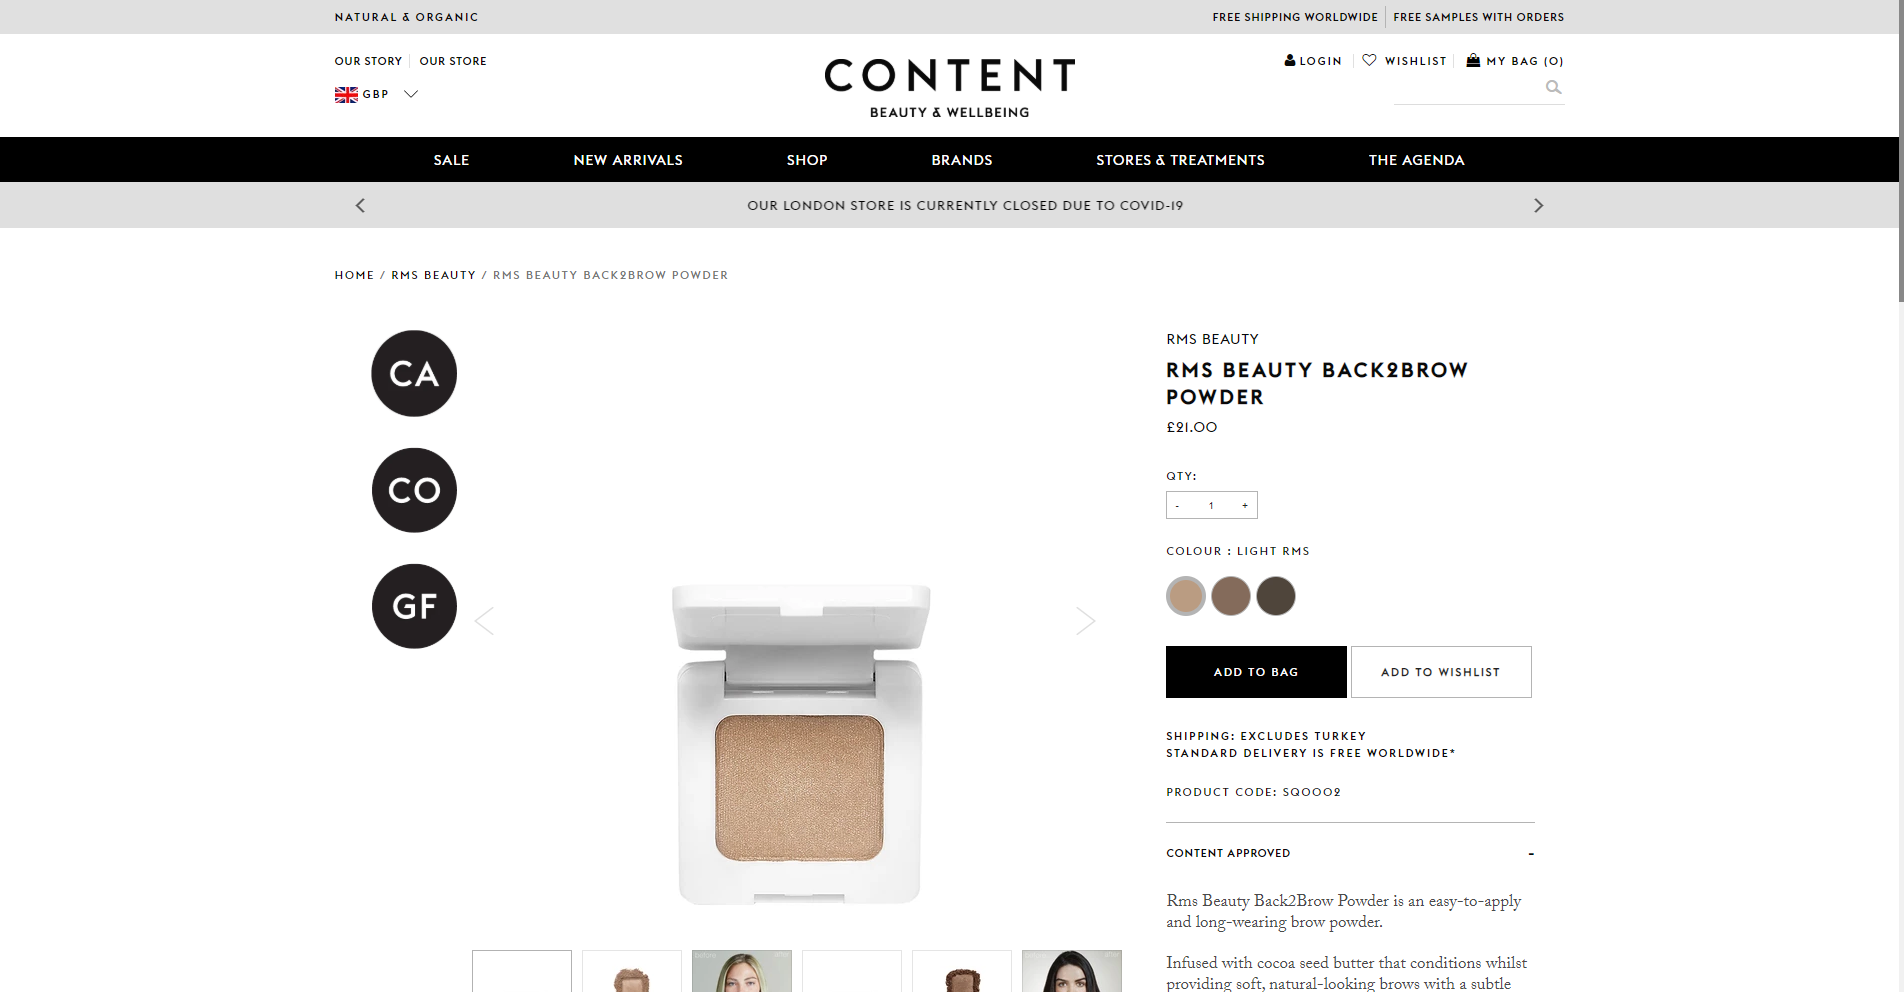 NATURAL & ORGANIC
FREE SHIPPING WORLDWIDE
FREE SAMPLES WITH ORDERS
OUR STORY
OUR STORE
GBP
CONTENT
BEAUTY & WELLBEING
LOGIN
WISHLIST
MY BAG (0)
SALE
NEW ARRIVALS
SHOP
BRANDS
STORES & TREATMENTS
THE AGENDA
OUR LONDON STORE IS CURRENTLY CLOSED DUE TO COVID-19
HOME / RMS BEAUTY / RMS BEAUTY BACK2BROW POWDER
CA
CO
GF
RMS BEAUTY
RMS BEAUTY BACK2BROW
POWDER
£21.00
QTY:
- 1 +
COLOUR : LIGHT RMS
ADD TO BAG
ADD TO WISHLIST
SHIPPING: EXCLUDES TURKEY
STANDARD DELIVERY IS FREE WORLDWIDE*
PRODUCT CODE: SQ0002
CONTENT APPROVED -
Rms Beauty Back2Brow Powder is an easy-to-apply
and long-wearing brow powder.
Infused with cocoa seed butter that conditions whilst
providing soft, natural-looking brows with a subtle
before
after